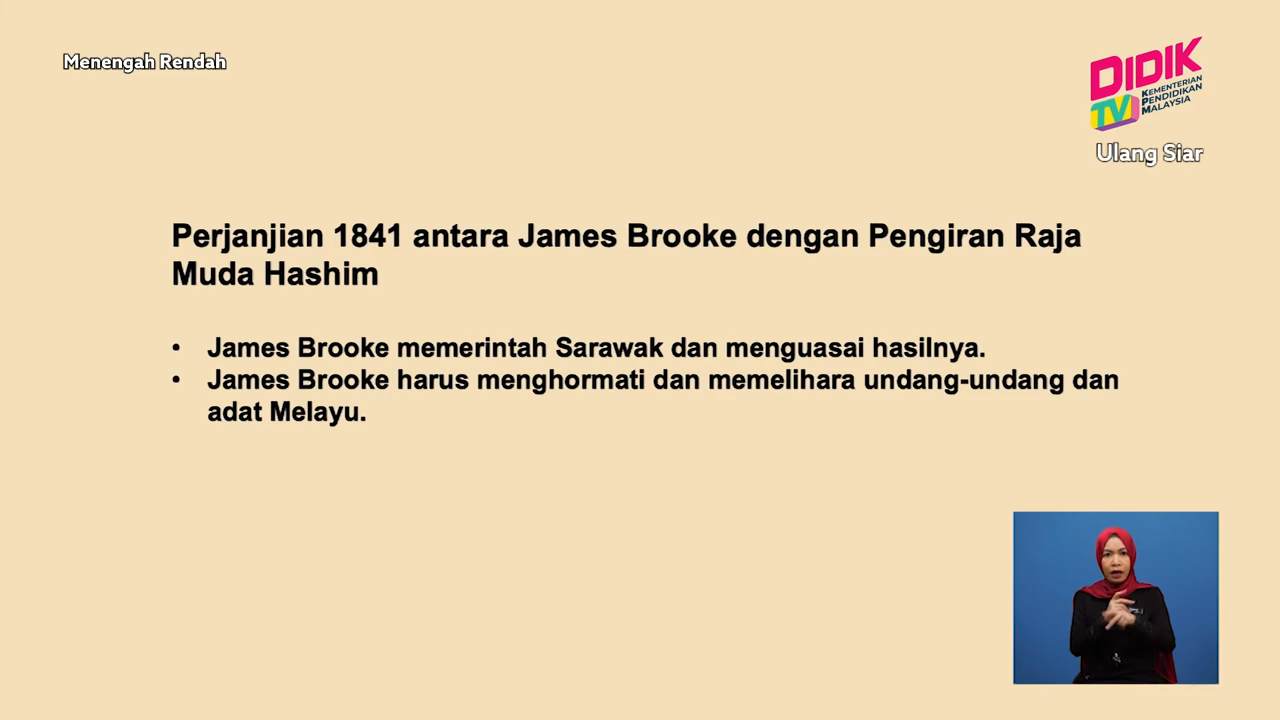 Menengah Rendah
DIDIK
TV
KEMENTERIAN
PENDIDIKAN
MALAYSIA
Ulang Siar
Perjanjian 1841 antara James Brooke dengan Pengiran Raja
Muda Hashim
• James Brooke memerintah Sarawak dan menguasai hasilnya.
• James Brooke harus menghormati dan memelihara undang-undang dan
adat Melayu.